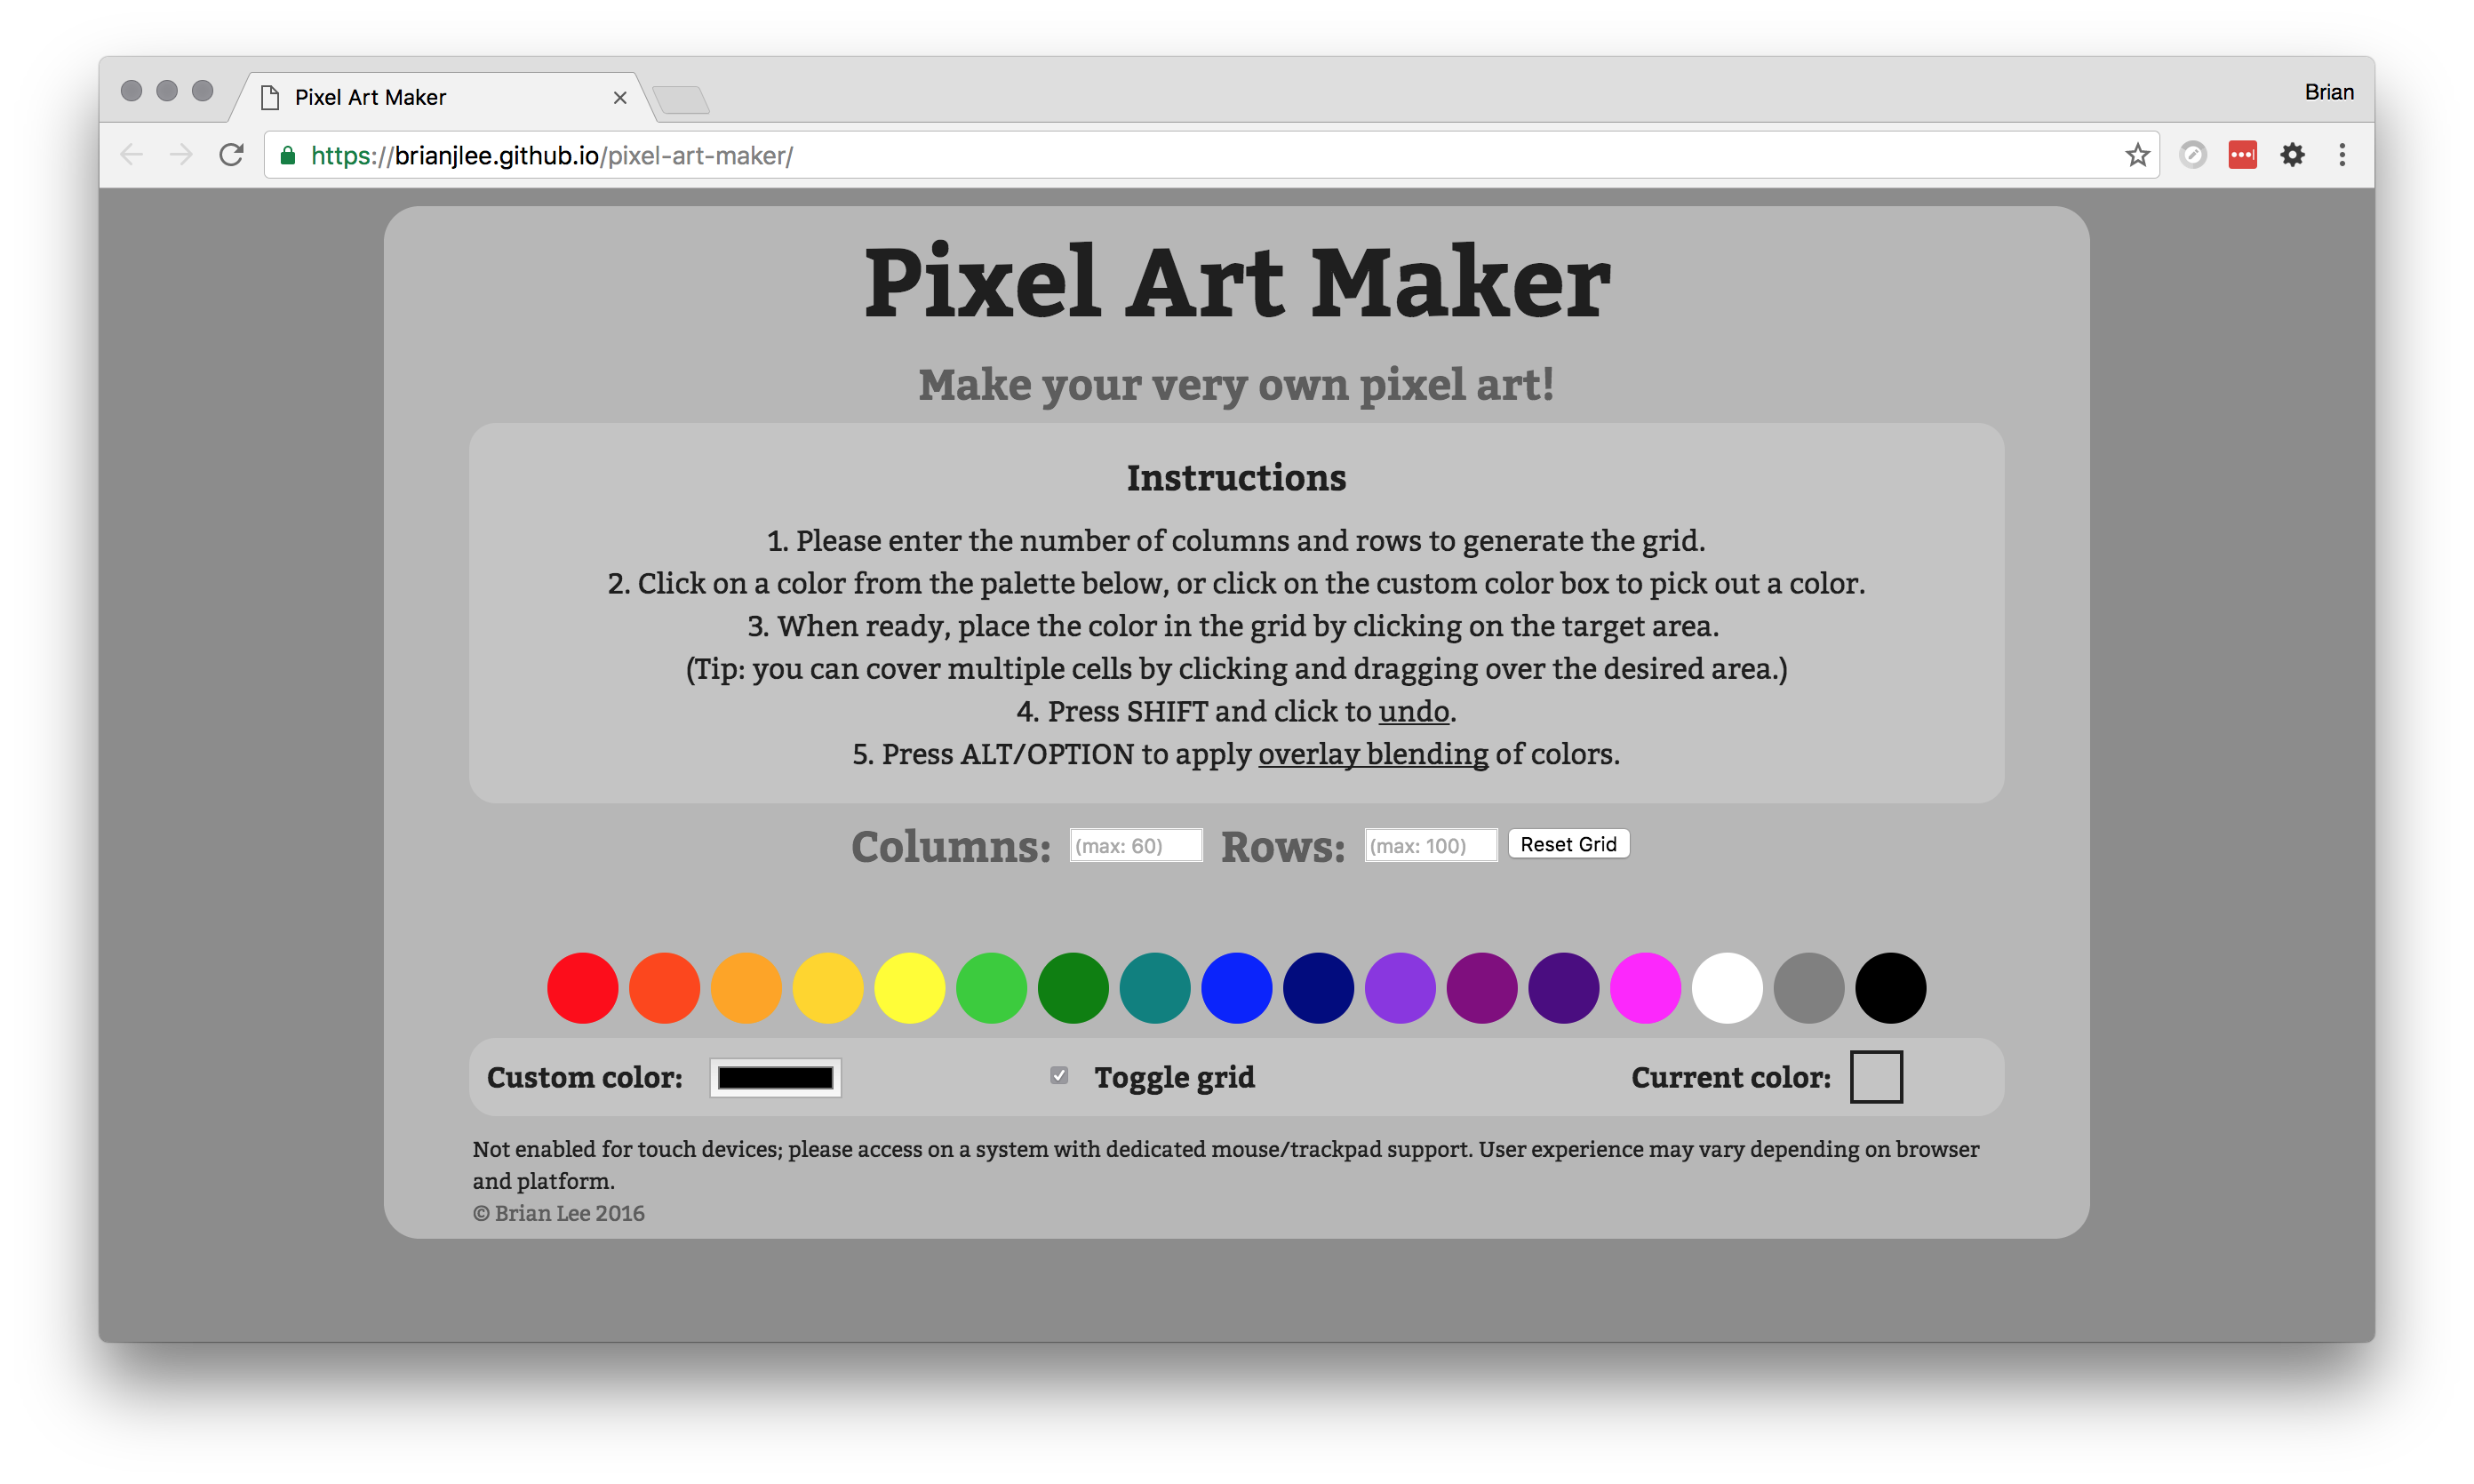 Pixel Art Maker
Brian
https://brianjlee.github.io/pixel-art-maker/
Pixel Art Maker
Make your very own pixel art!
Instructions
1. Please enter the number of columns and rows to generate the grid.
2. Click on a color from the palette below, or click on the custom color box to pick out a color.
3. When ready, place the color in the grid by clicking on the target area.
(Tip: you can cover multiple cells by clicking and dragging over the desired area.)
4. Press SHIFT and click to undo.
5. Press ALT/OPTION to apply overlay blending of colors.
Columns: (max: 60) Rows: (max: 100) Reset Grid
Custom color: Toggle grid Current color:
Not enabled for touch devices; please access on a system with dedicated mouse/trackpad support. User experience may vary depending on browser
and platform.
© Brian Lee 2016